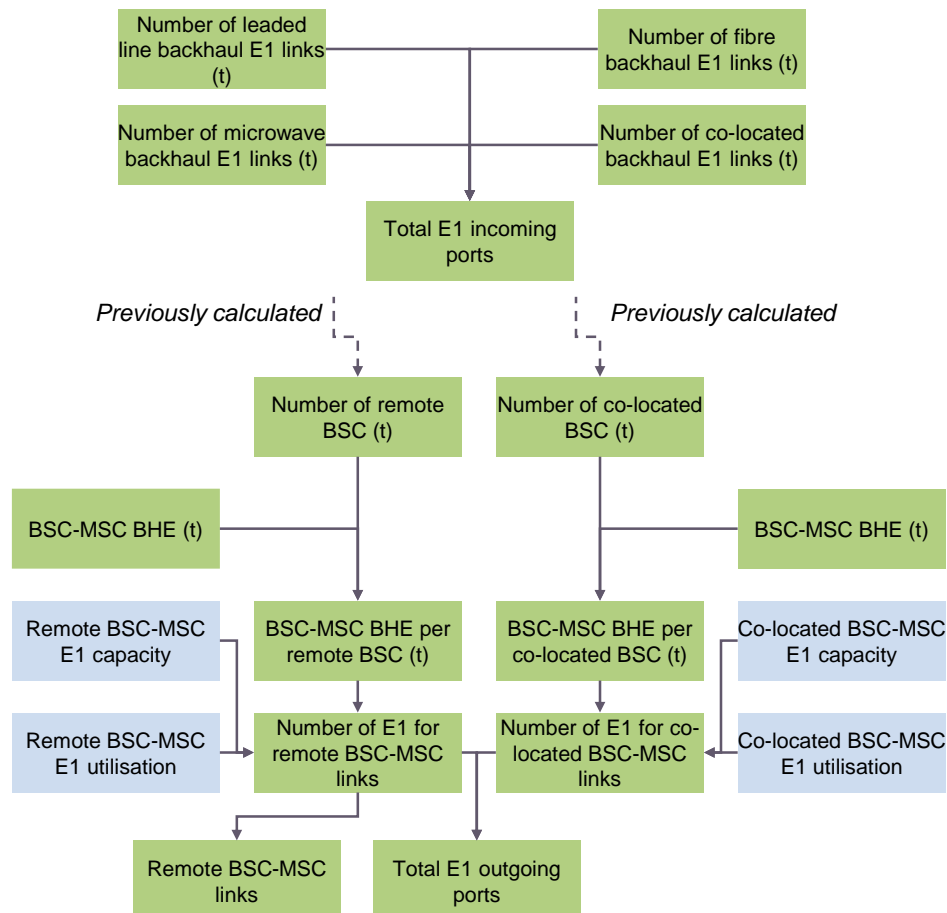 Number of leaded
line backhaul E1 links
(t)
Number of fibre
backhaul E1 links (t)
Number of microwave
backhaul E1 links (t)
Number of co-located
backhaul E1 links (t)
Total E1 incoming
ports
Previously calculated
Previously calculated
Number of remote
BSC (t)
Number of co-located
BSC (t)
BSC-MSC BHE (t)
BSC-MSC BHE (t)
Remote BSC-MSC
E1 capacity
BSC-MSC BHE per
remote BSC (t)
BSC-MSC BHE per
co-located BSC (t)
Co-located BSC-MSC
E1 capacity
Remote BSC-MSC
E1 utilisation
Number of E1 for
remote BSC-MSC
links
Number of E1 for co-
located BSC-MSC
links
Co-located BSC-MSC
E1 utilisation
Remote BSC-MSC
links
Total E1 outgoing
ports